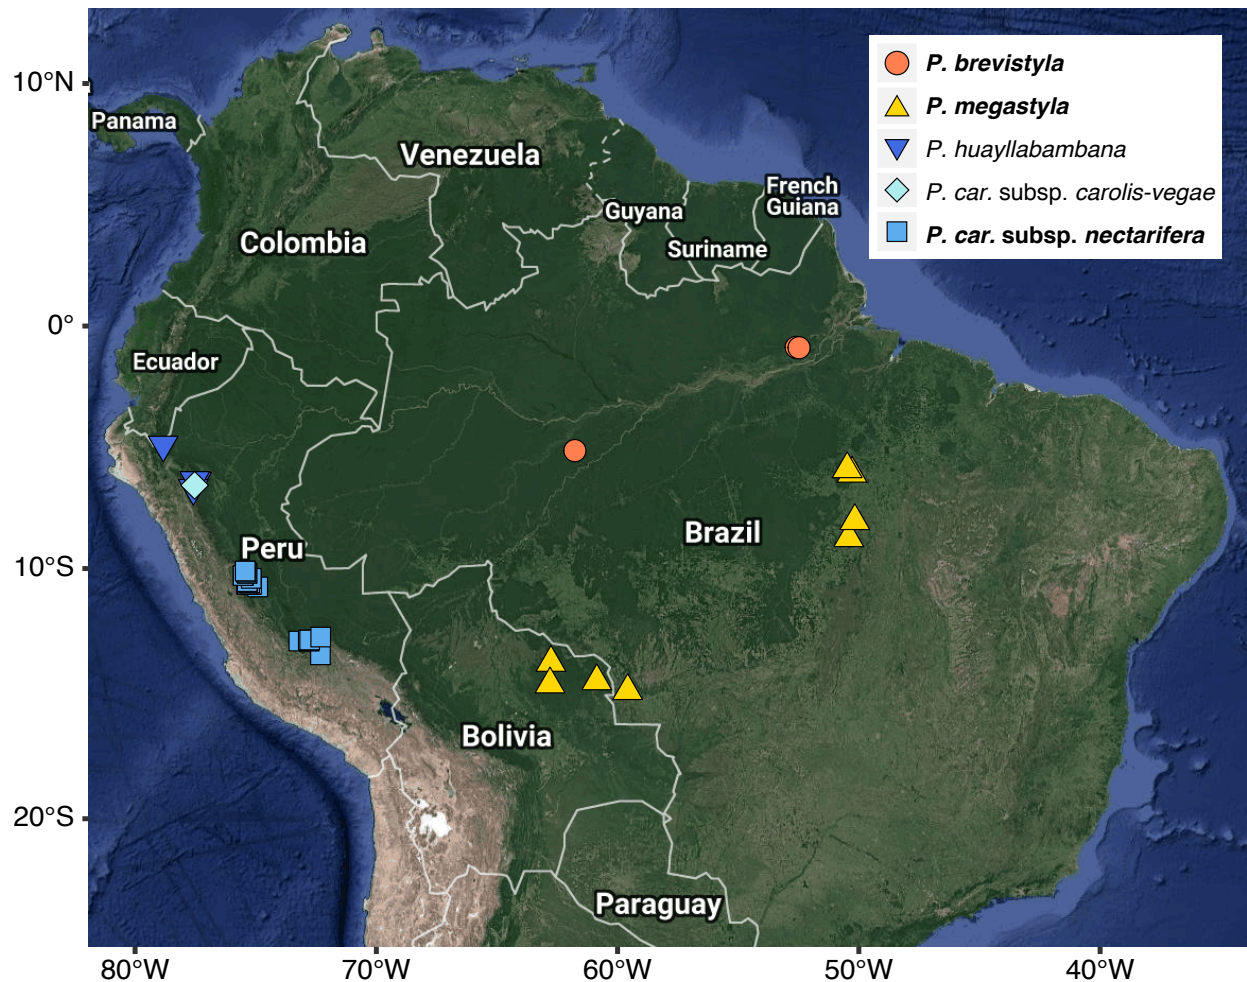 10°N
0°
10°S
20°S
80°W
70°W
60°W
50°W
40°W
Panama
Venezuela
Colombia
Guyana
Suriname
French
Guiana
Ecuador
Peru
Brazil
Bolivia
Paraguay
P. brevistyla
P. megastyla
P. huayllabambana
P. car. subsp. carolis-vegae
P. car. subsp. nectarifera